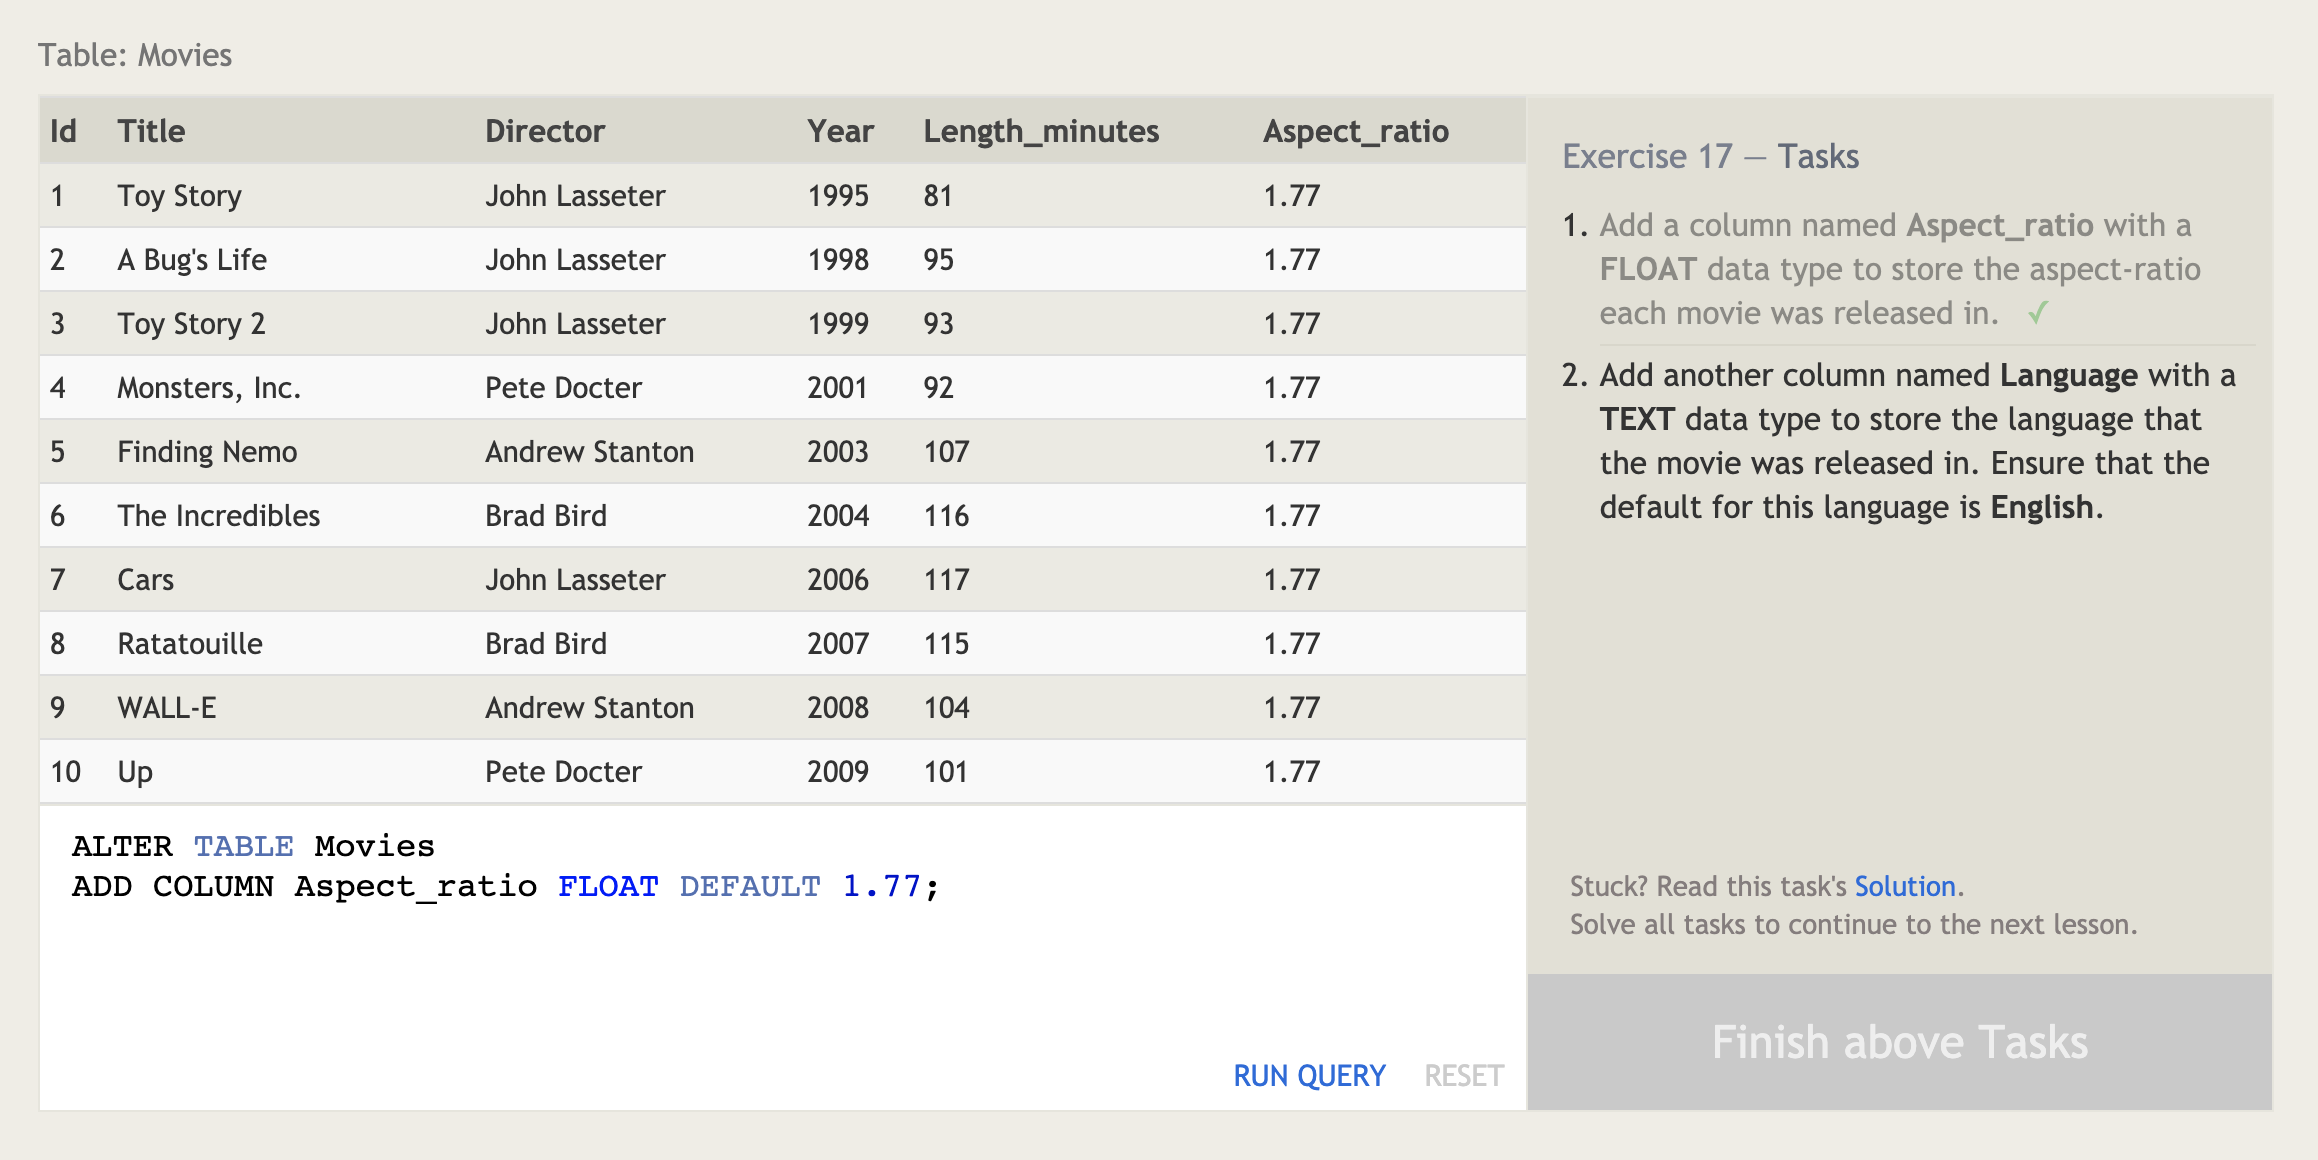 Table: Movies
Id Title Director Year Length_minutes Aspect_ratio
1 Toy Story John Lasseter 1995 81 1.77
2 A Bug's Life John Lasseter 1998 95 1.77
3 Toy Story 2 John Lasseter 1999 93 1.77
4 Monsters, Inc. Pete Docter 2001 92 1.77
5 Finding Nemo Andrew Stanton 2003 107 1.77
6 The Incredibles Brad Bird 2004 116 1.77
7 Cars John Lasseter 2006 117 1.77
8 Ratatouille Brad Bird 2007 115 1.77
9 WALL-E Andrew Stanton 2008 104 1.77
10 Up Pete Docter 2009 101 1.77
ALTER TABLE Movies
ADD COLUMN Aspect_ratio FLOAT DEFAULT 1.77;
RUN QUERY RESET
Exercise 17 — Tasks
1. Add a column named Aspect_ratio with a
FLOAT data type to store the aspect-ratio
each movie was released in. ✓
2. Add another column named Language with a
TEXT data type to store the language that
the movie was released in. Ensure that the
default for this language is English.
Stuck? Read this task's Solution.
Solve all tasks to continue to the next lesson.
Finish above Tasks